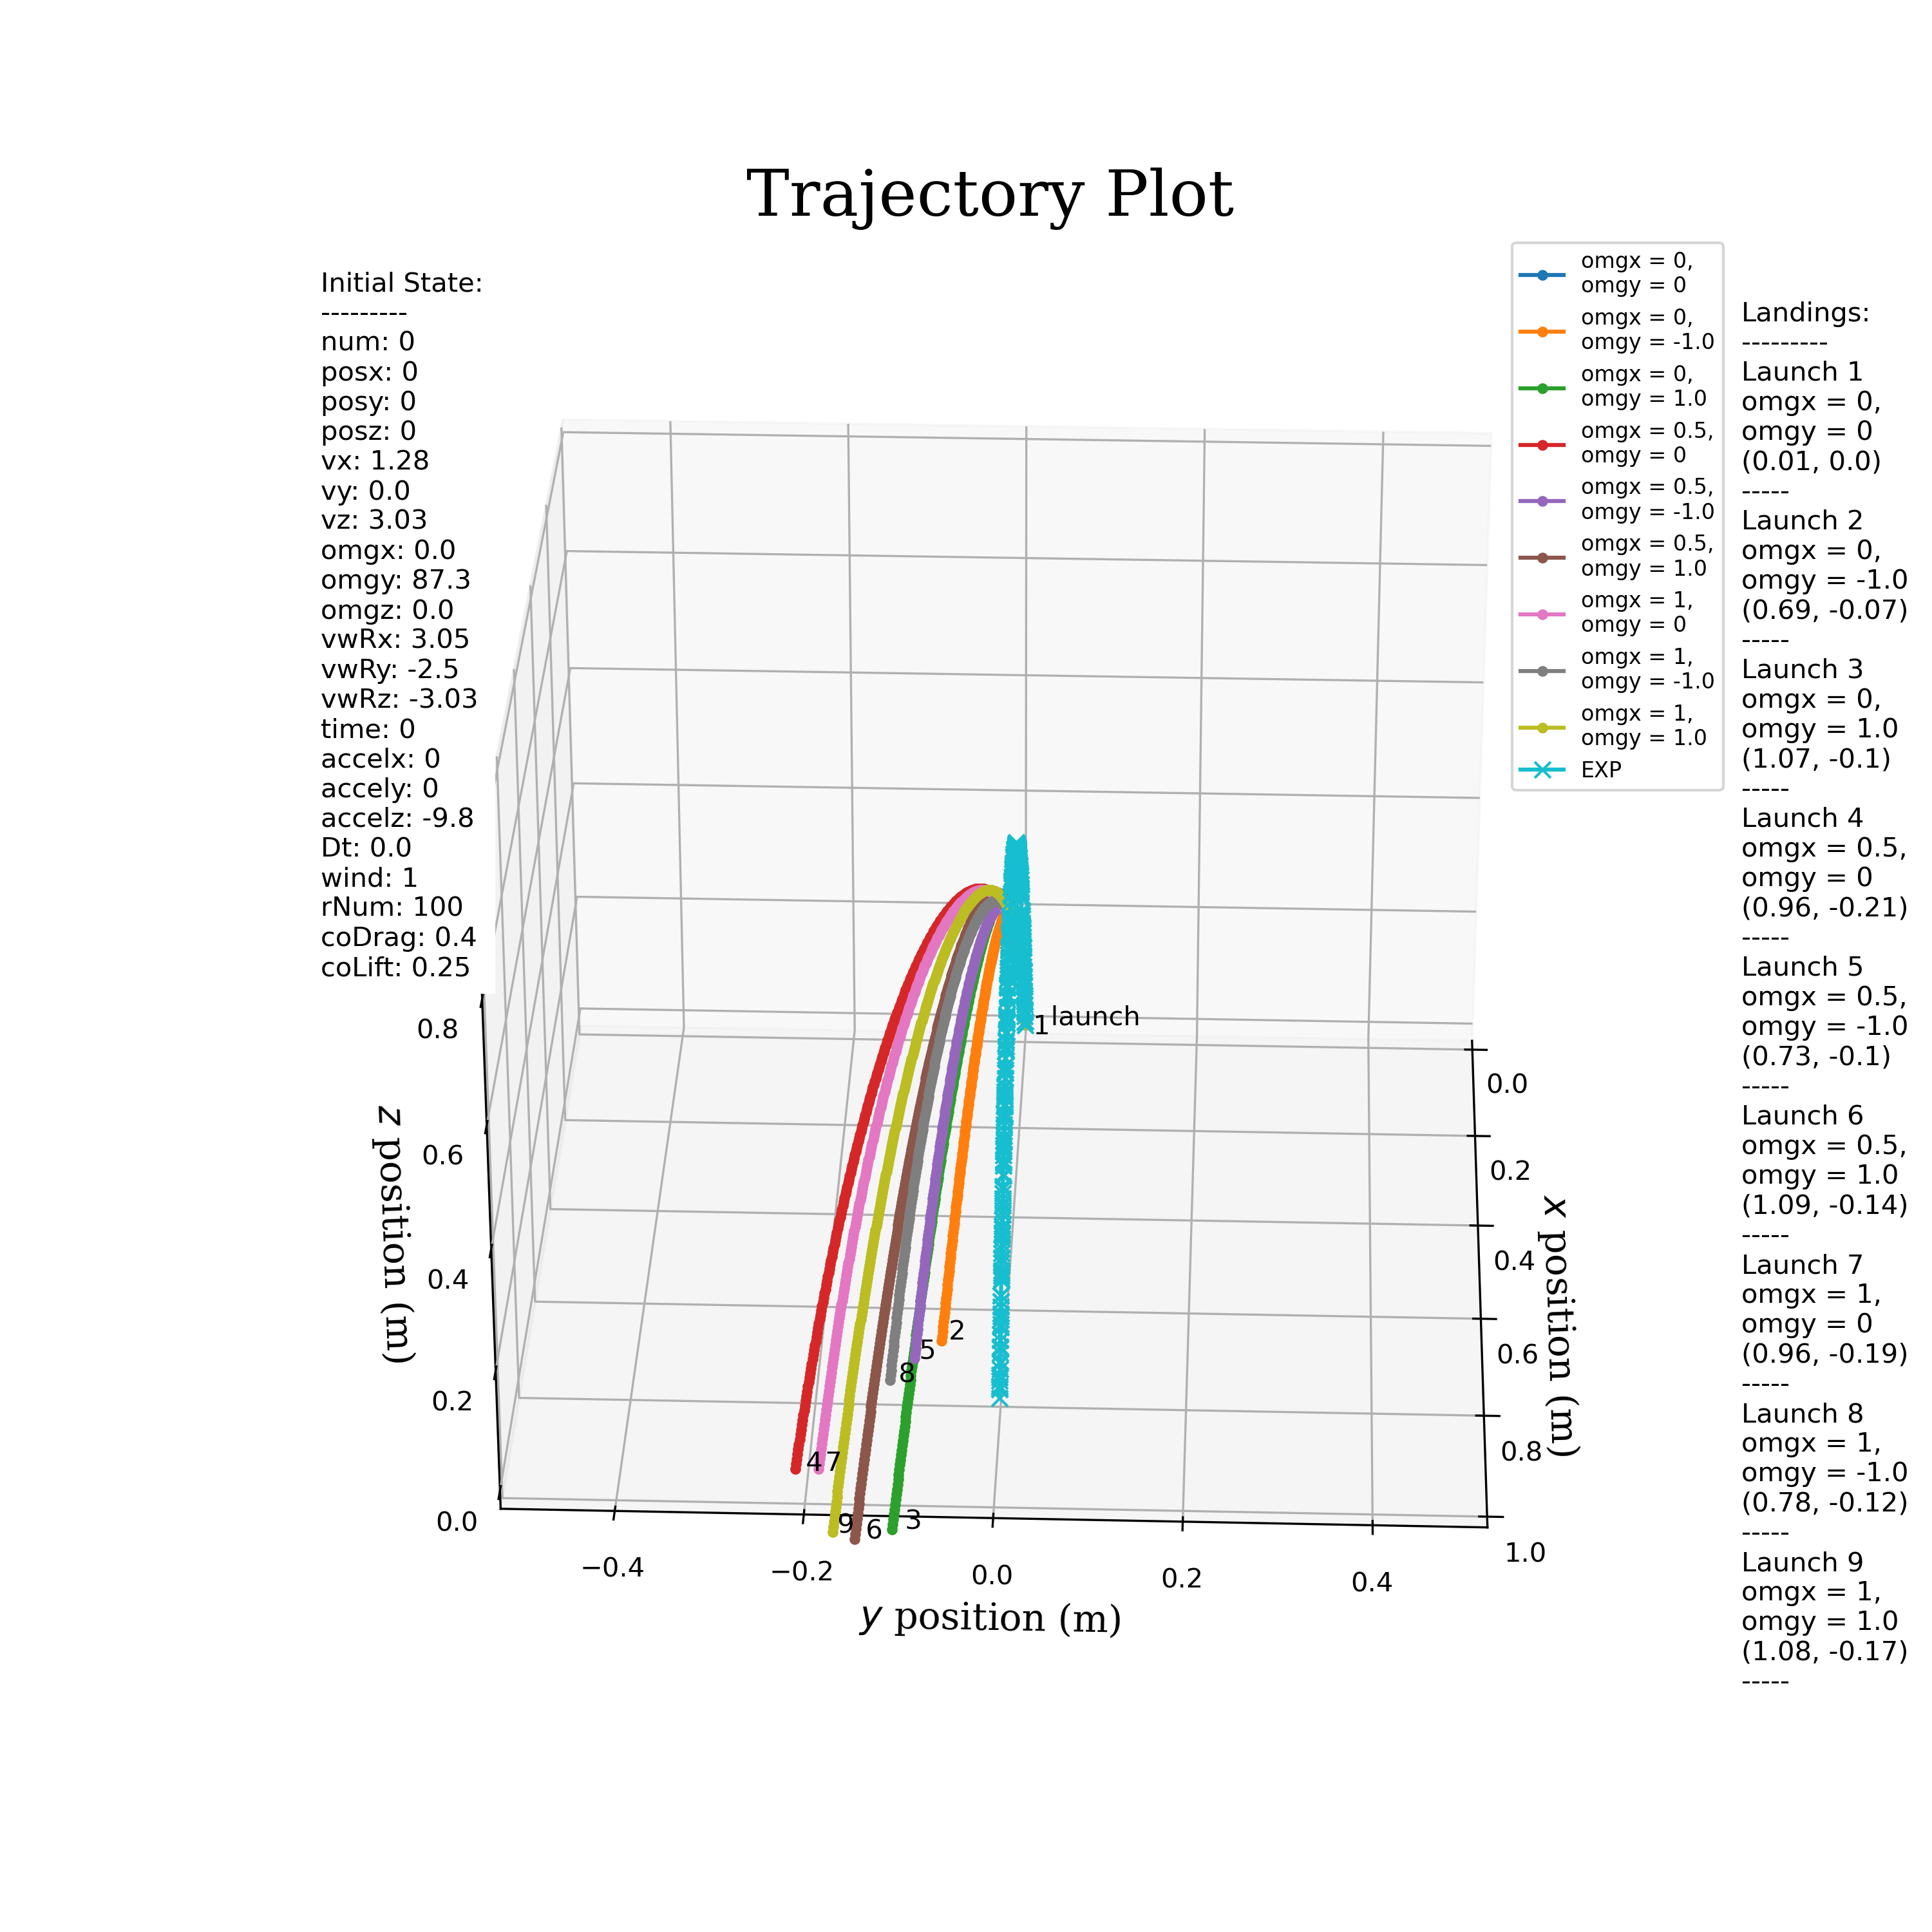 Trajectory Plot
Initial State:
---------
num: 0
posx: 0
posy: 0
posz: 0
vx: 1.28
vy: 0.0
vz: 3.03
omgx: 0.0
omgy: 87.3
omgz: 0.0
vwRx: 3.05
vwRy: -2.5
vwRz: -3.03
time: 0
accelx: 0
accely: 0
accelz: -9.8
Dt: 0.0
wind: 1
rNum: 100
coDrag: 0.4
coLift: 0.25
omgx = 0,
omgy = 0
omgx = 0,
omgy = -1.0
omgx = 0,
omgy = 1.0
omgx = 0.5,
omgy = 0
omgx = 0.5,
omgy = -1.0
omgx = 0.5,
omgy = 1.0
omgx = 1,
omgy = 0
omgx = 1,
omgy = -1.0
omgx = 1,
omgy = 1.0
EXP
Landings:
---------
Launch 1
omgx = 0,
omgy = 0
(0.01, 0.0)
-----
Launch 2
omgx = 0,
omgy = -1.0
(0.69, -0.07)
-----
Launch 3
omgx = 0,
omgy = 1.0
(1.07, -0.1)
-----
Launch 4
omgx = 0.5,
omgy = 0
(0.96, -0.21)
-----
Launch 5
omgx = 0.5,
omgy = -1.0
(0.73, -0.1)
-----
Launch 6
omgx = 0.5,
omgy = 1.0
(1.09, -0.14)
-----
Launch 7
omgx = 1,
omgy = 0
(0.96, -0.19)
-----
Launch 8
omgx = 1,
omgy = -1.0
(0.78, -0.12)
-----
Launch 9
omgx = 1,
omgy = 1.0
(1.08, -0.17)
-----
1
launch
2
5
8
4
7
9
6
3
0.8
0.6
0.4
0.2
0.0
z position (m)
−0.4
−0.2
0.0
0.2
0.4
y position (m)
0.0
0.2
0.4
0.6
0.8
1.0
x position (m)